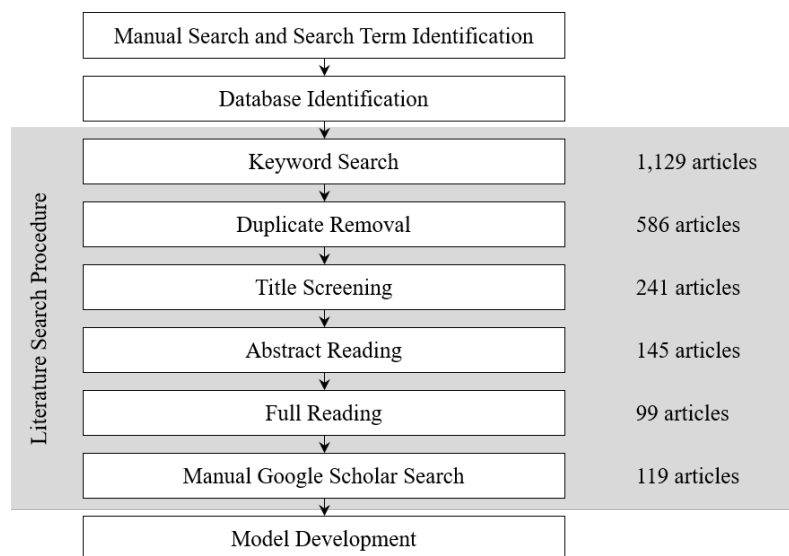 Manual Search and Search Term Identification
Database Identification
Literature Search Procedure
Keyword Search 1,129 articles
Duplicate Removal 586 articles
Title Screening 241 articles
Abstract Reading 145 articles
Full Reading 99 articles
Manual Google Scholar Search 119 articles
Model Development